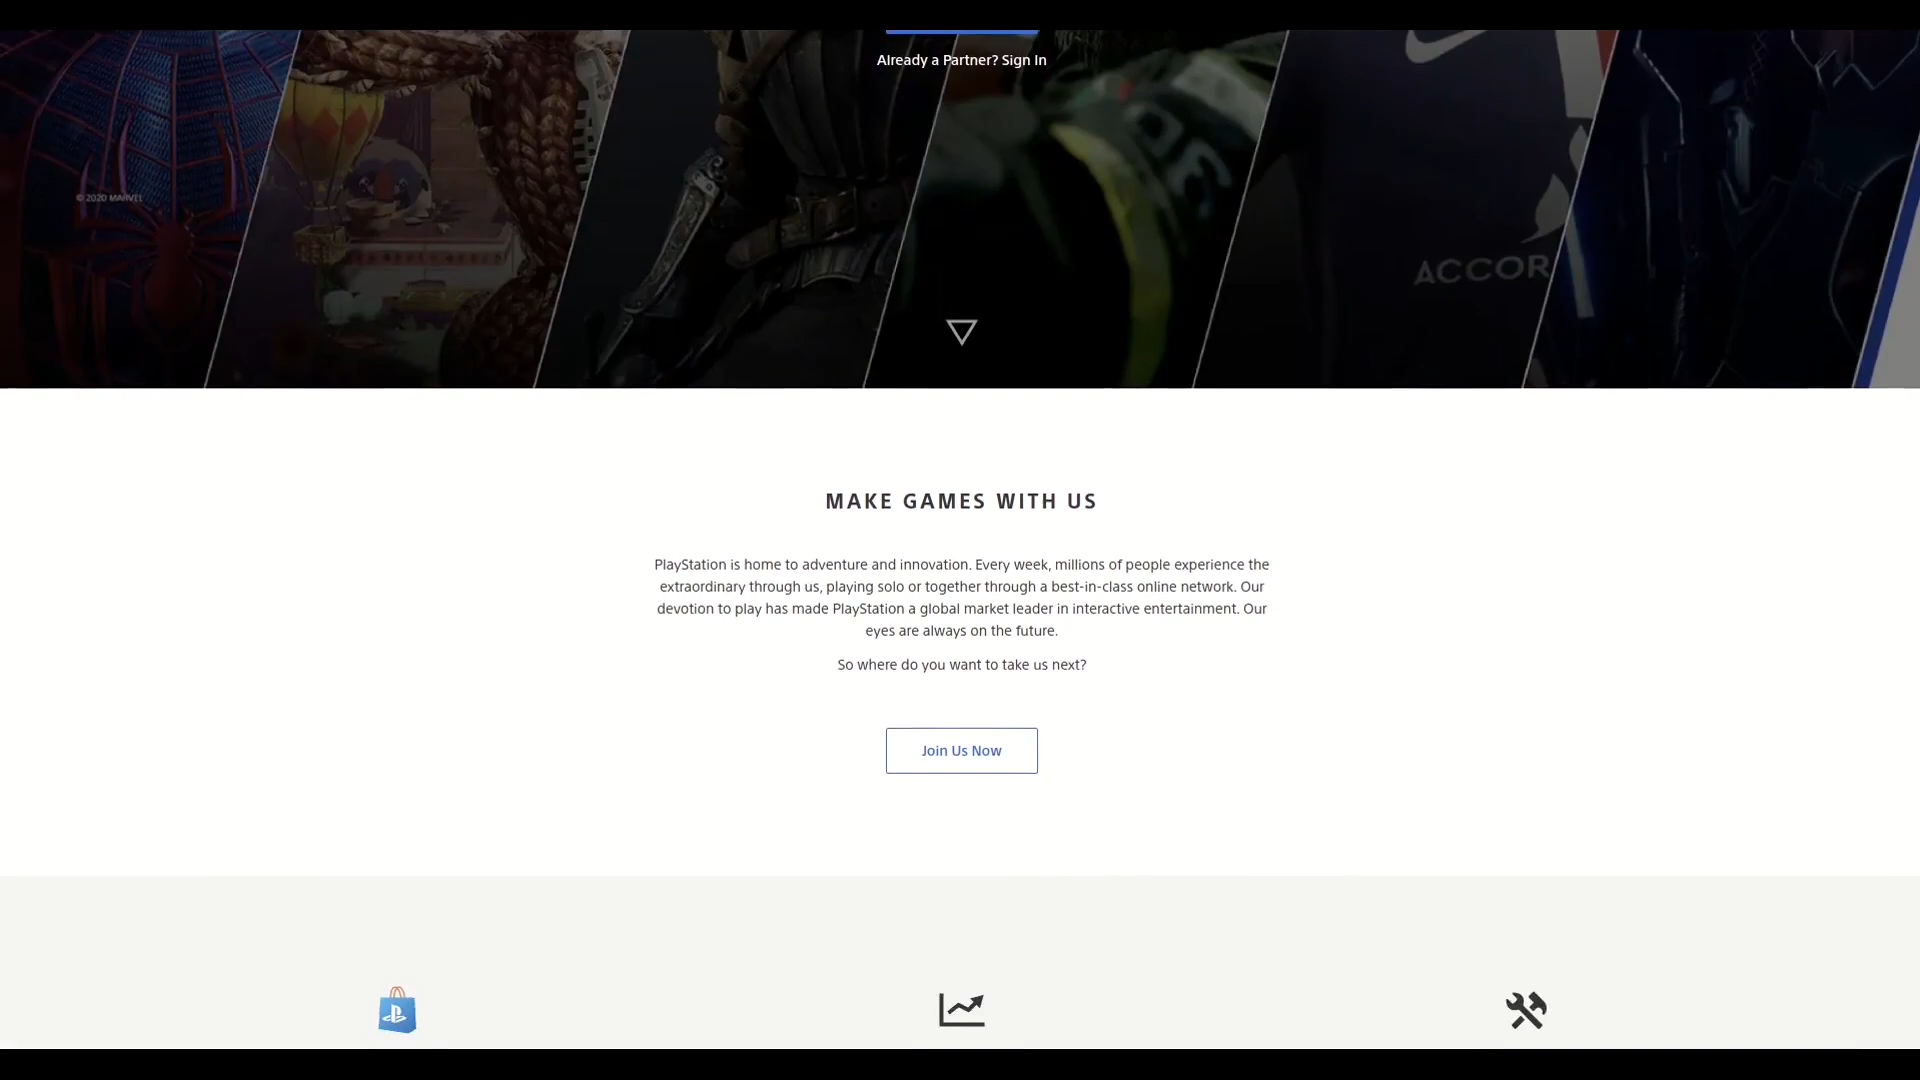 Already a Partner? Sign In
© 2020 MARVEL
ACCOR
MAKE GAMES WITH US
PlayStation is home to adventure and innovation. Every week, millions of people experience the
extraordinary through us, playing solo or together through a best-in-class online network. Our
devotion to play has made PlayStation a global market leader in interactive entertainment. Our
eyes are always on the future.
So where do you want to take us next?
Join Us Now